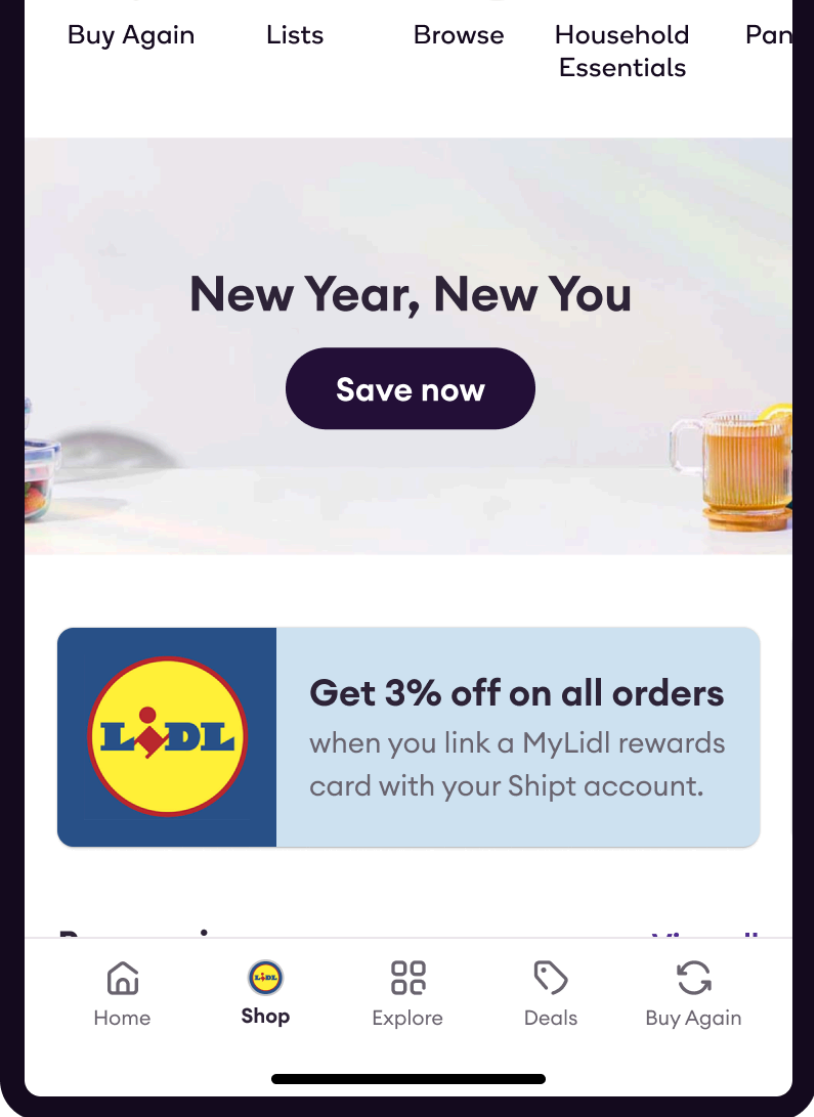 Buy Again
Lists
Browse
Household
Essentials
New Year, New You
Save now
LIDL
Get 3% off on all orders
when you link a MyLidl rewards
card with your Shipt account.
LIDL
Home
Shop
Explore
Deals
Buy Again